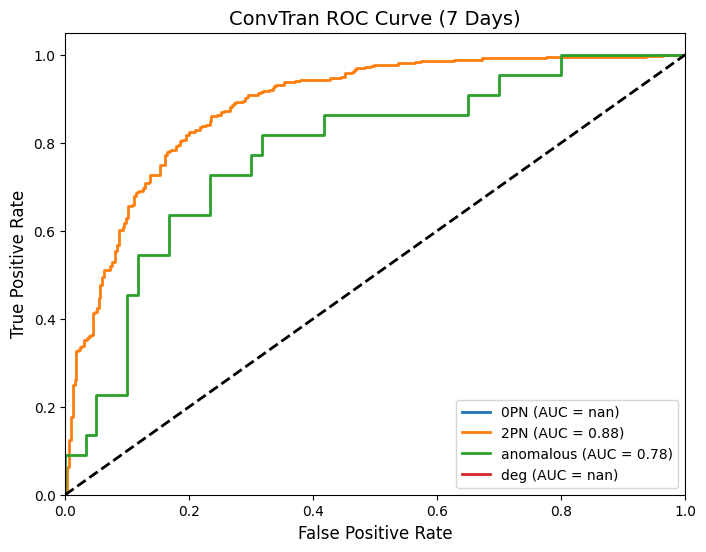 ConvTran ROC Curve (7 Days)
True Positive Rate
1.0
0.8
0.6
0.4
0.2
0.0
0PN (AUC = nan)
2PN (AUC = 0.88)
anomalous (AUC = 0.78)
deg (AUC = nan)
0.0 0.2 0.4 0.6 0.8 1.0
False Positive Rate